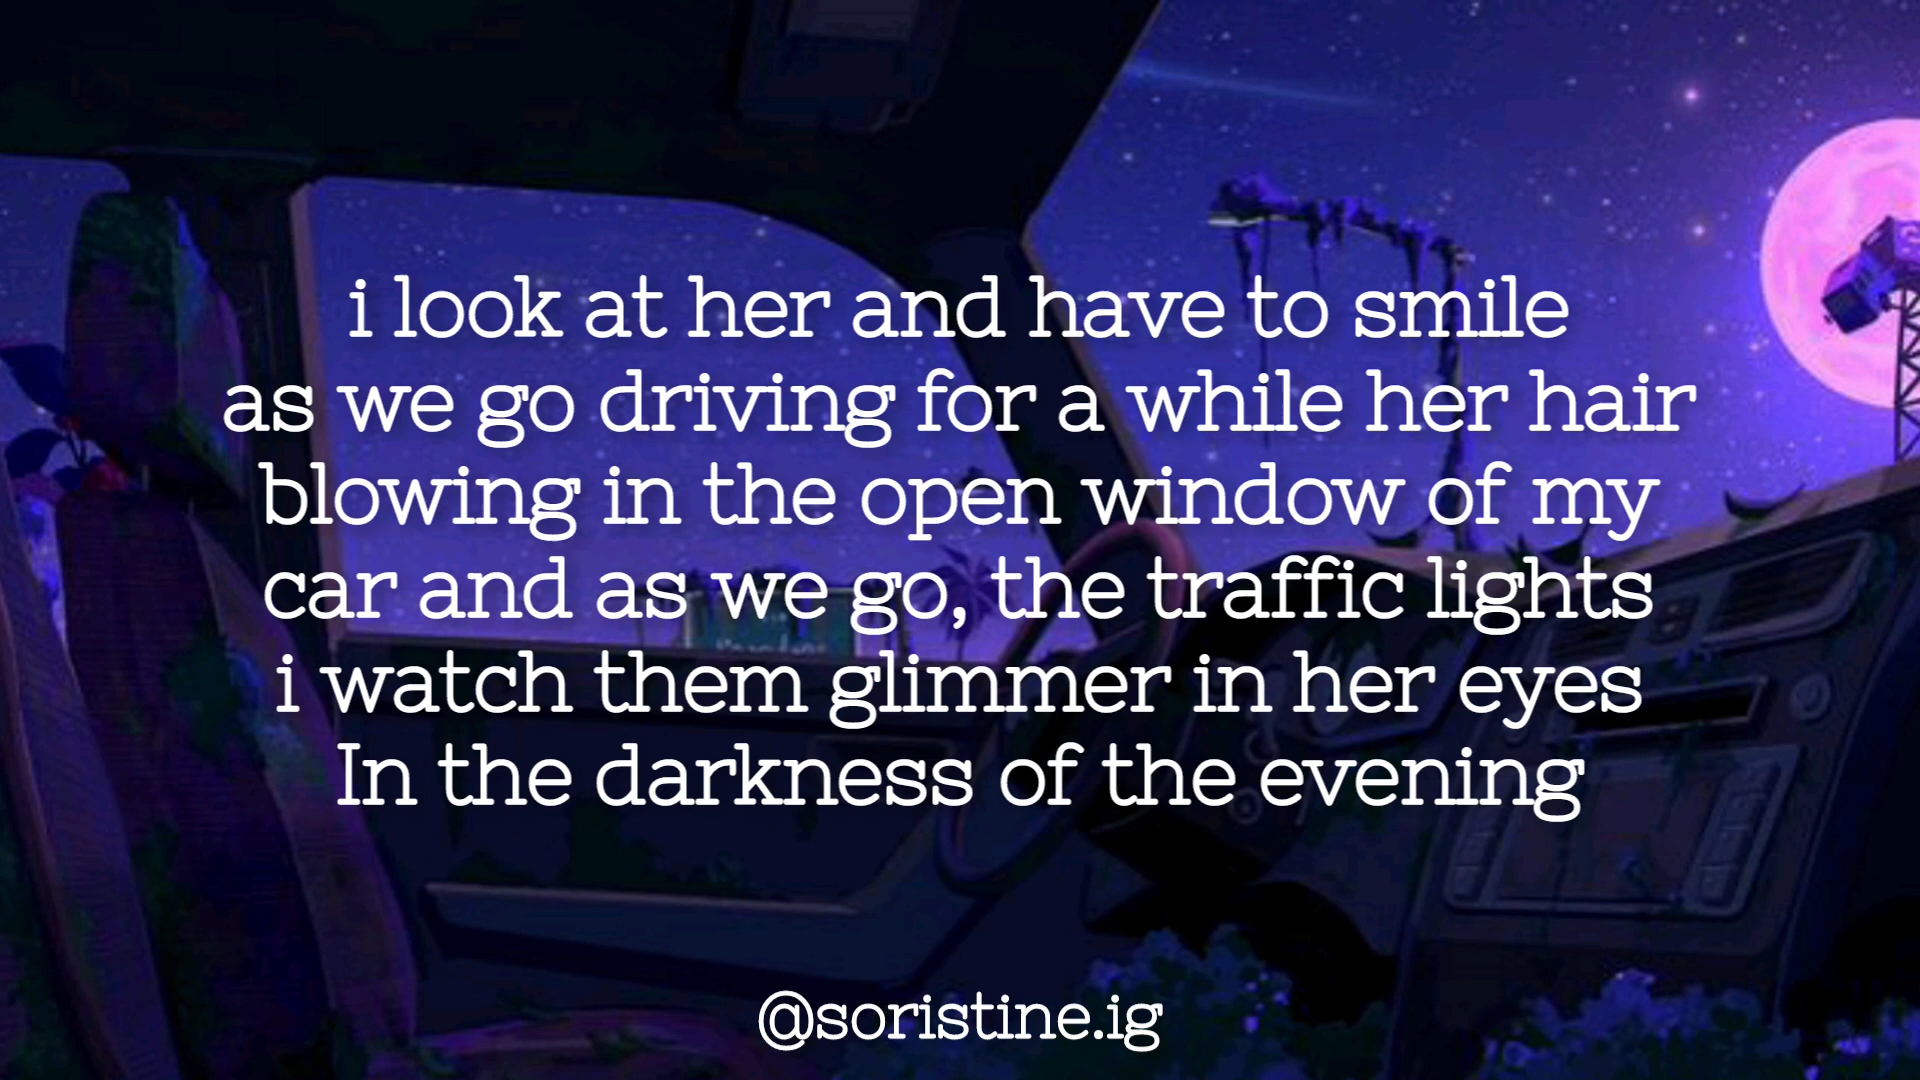 i look at her and have to smile
as we go driving for a while her hair
blowing in the open window of my
car and as we go, the traffic lights
i watch them glimmer in her eyes
In the darkness of the evening
@soristine.ig